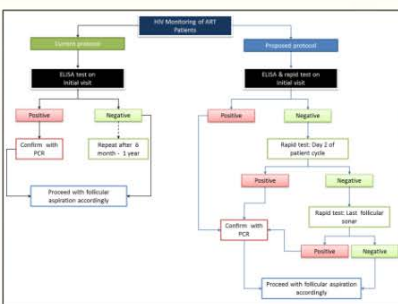 HIV Monitoring of ART
Patients
Current protocol
Proposed protocol
ELISA test on
Initial visit
ELISA & rapid test on
Initial visit
Positive
Negative
Positive
Negative
Confirm with
PCR
Repeat after 6
month - 1 year
Rapid test: Day 2 of
patient cycle
Proceed with follicular
aspiration accordingly
Positive
Negative
Rapid test: Last follicular
sonar
Confirm with
PCR
Positive
Negative
Proceed with follicular aspiration
accordingly